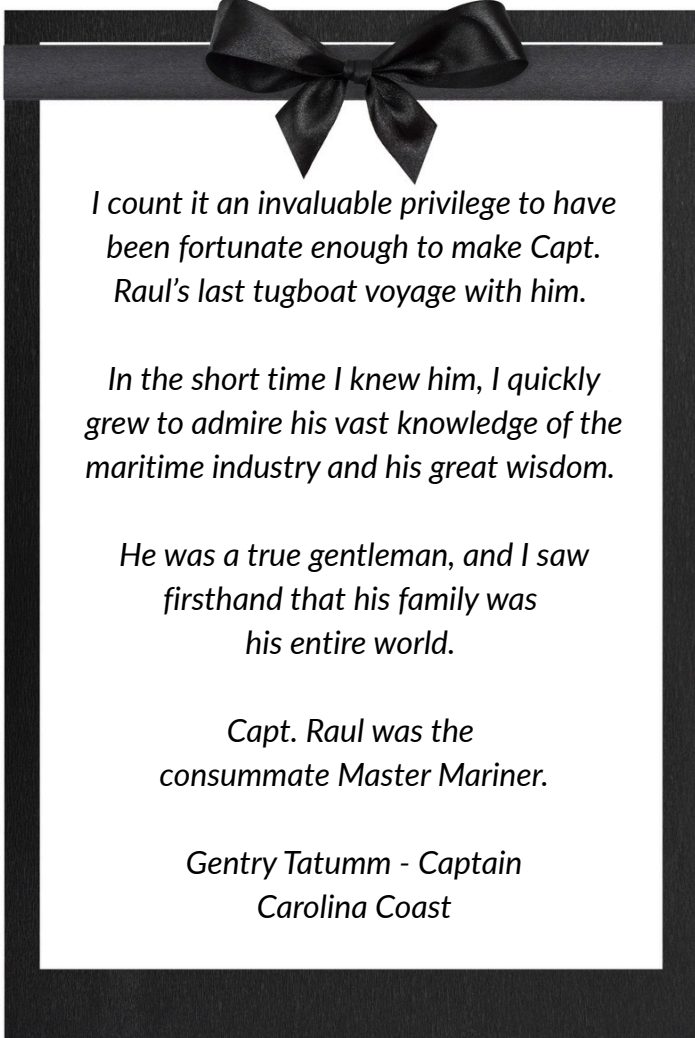 I count it an invaluable privilege to have
been fortunate enough to make Capt.
Raul’s last tugboat voyage with him.
In the short time I knew him, I quickly
grew to admire his vast knowledge of the
maritime industry and his great wisdom.
He was a true gentleman, and I saw
firsthand that his family was
his entire world.
Capt. Raul was the
consummate Master Mariner.
Gentry Tatumm - Captain
Carolina Coast